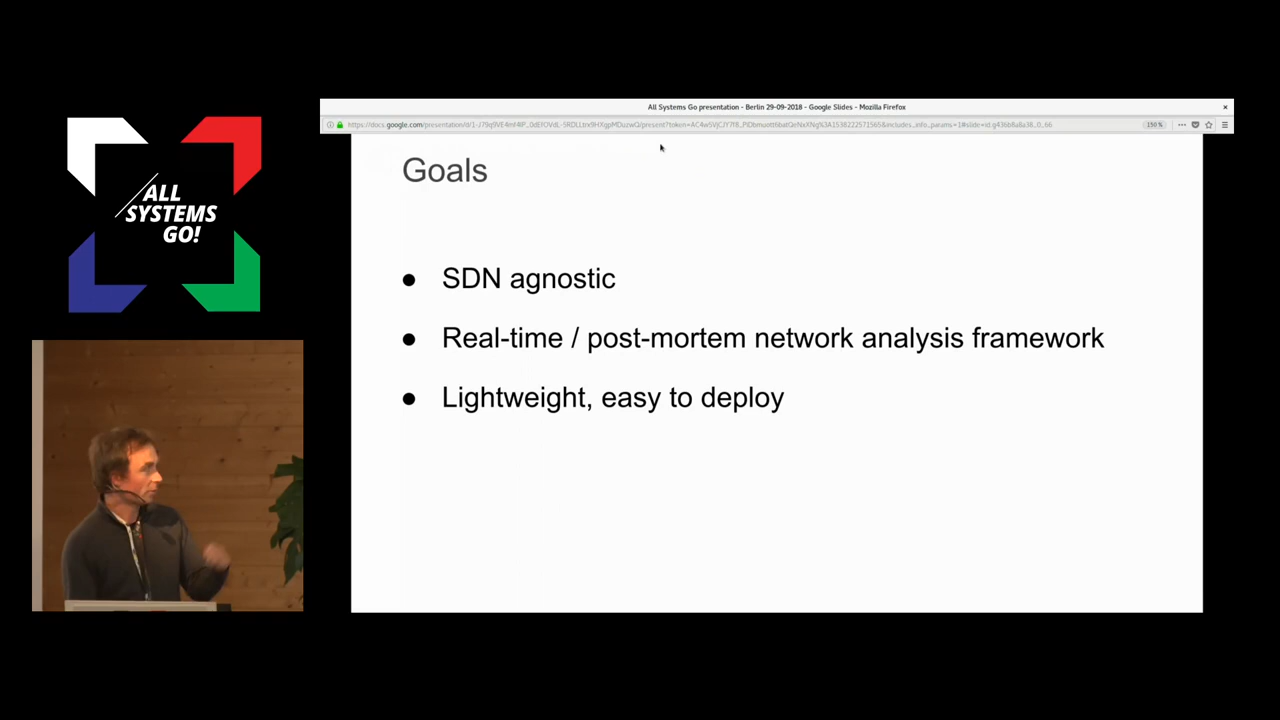 All Systems Go presentation - Berlin 29-09-2018 - Google Slides - Mozilla Firefox
150%
ALL
SYSTEMS
GO!
Goals
● SDN agnostic
● Real-time / post-mortem network analysis framework
● Lightweight, easy to deploy